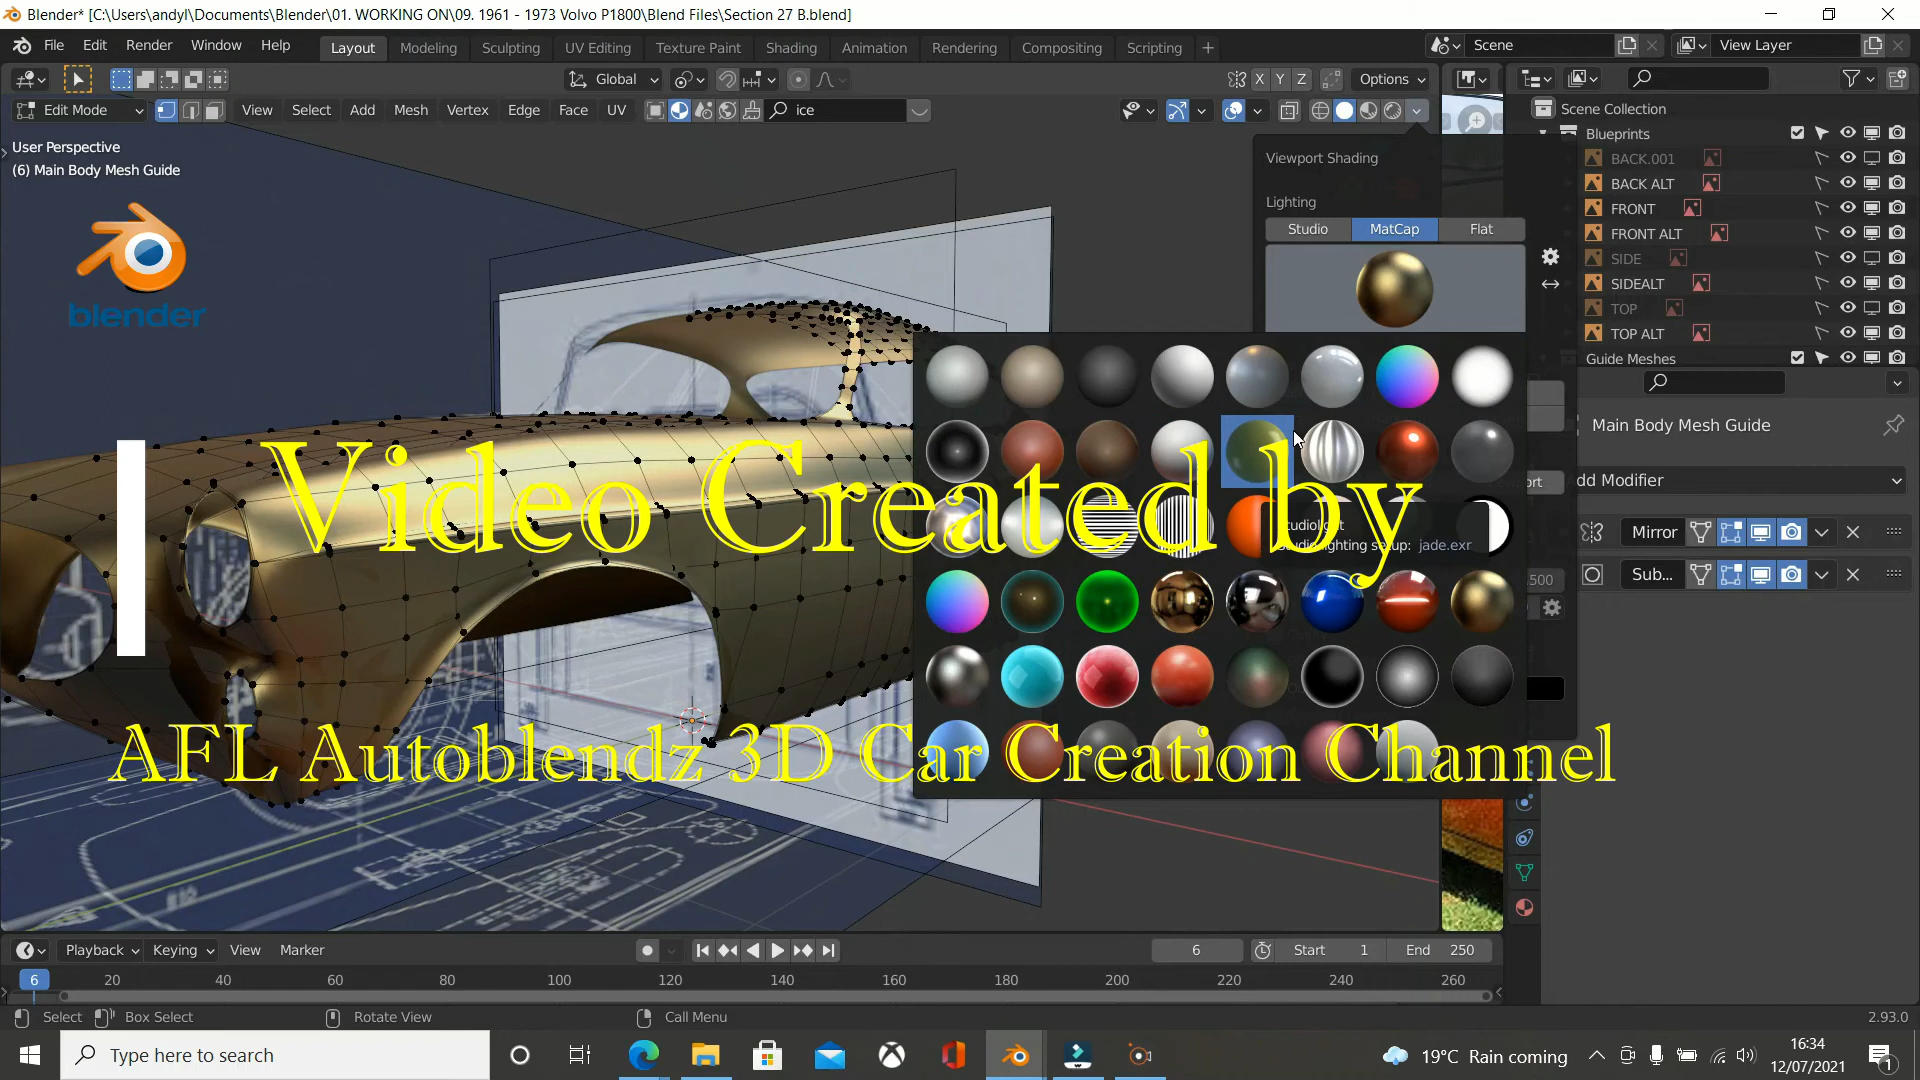 Blender* [C:\Users\andyl\Documents\Blender\01. WORKING ON\09. 1961 - 1973 Volvo P1800\Blend Files\Section 27 B.blend]
File Edit Render Window Help Layout Modeling Sculpting UV Editing Texture Paint Shading Animation Rendering Compositing Scripting + Scene View Layer
Global X Y Z Options
Edit Mode View Select Add Mesh Vertex Edge Face UV ice
Scene Collection
Blueprints
BACK.001
BACK ALT
FRONT
FRONT ALT
SIDE
SIDEALT
TOP
TOP ALT
Guide Meshes
User Perspective
(6) Main Body Mesh Guide
blender
Viewport Shading
Lighting
Studio MatCap Flat
Main Body Mesh Guide
dd Modifier
Mirror
Sub...
port
.500
Video Created by
Studio lighting setup: jade.exr
AFL Autoblendz 3D Car Creation Channel
Playback Keying View Marker 6 Start 1 End 250
6 20 40 60 80 100 120 140 160 180 200 220 240 260
Select Box Select Rotate View Call Menu 2.93.0
Type here to search
19°C Rain coming
16:34
12/07/2021
1